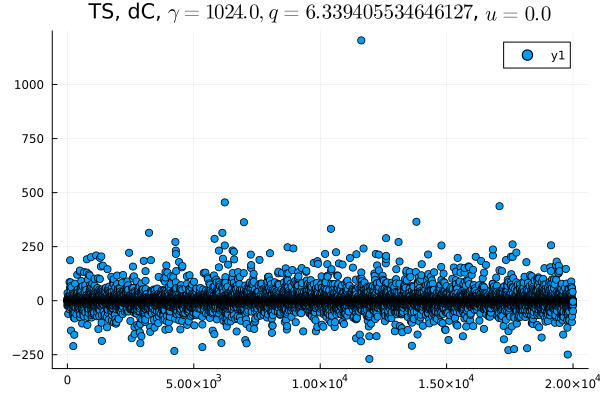 TS, dC, γ = 1024.0, q = 6.339405534646127, u = 0.0
y1
1000
750
500
250
0
−250
0 5.00×10³ 1.00×10⁴ 1.50×10⁴ 2.00×10⁴